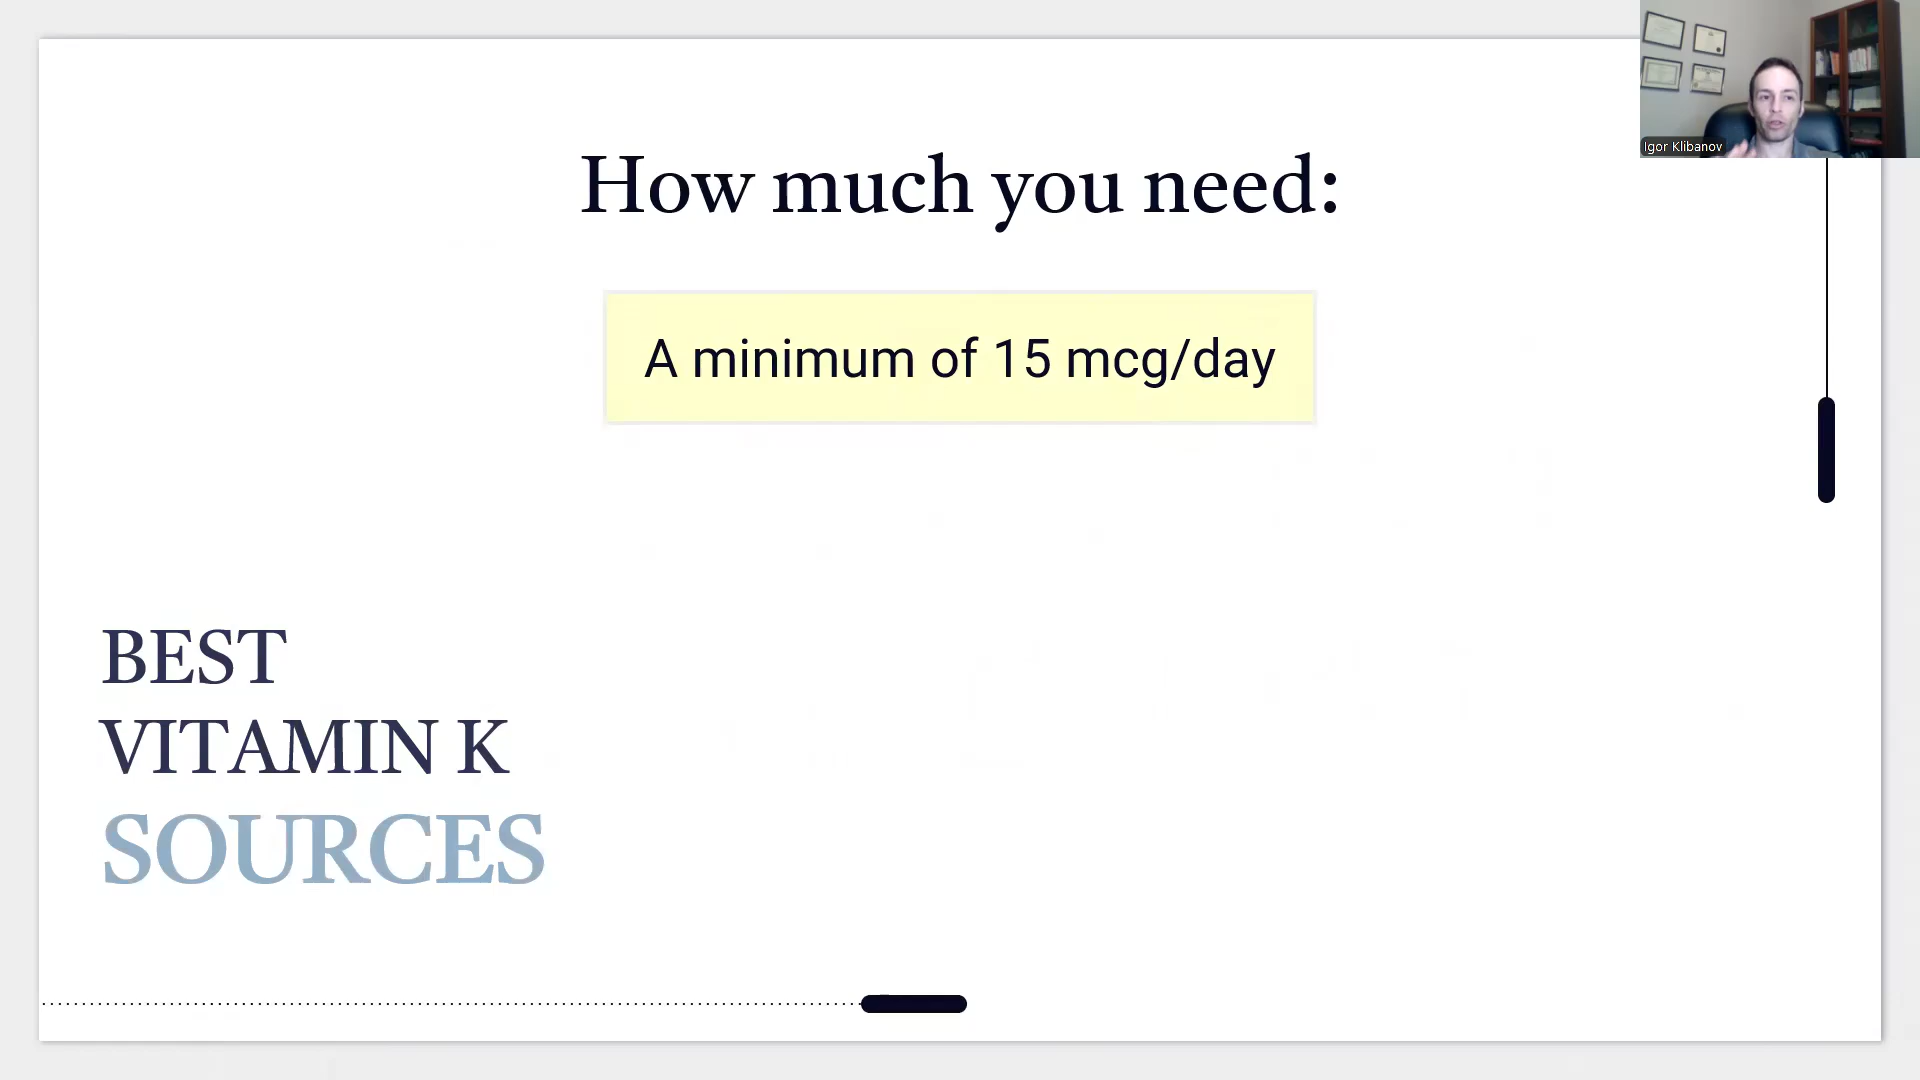 Igor Klibanov
How much you need:
A minimum of 15 mcg/day
BEST
VITAMIN K
SOURCES